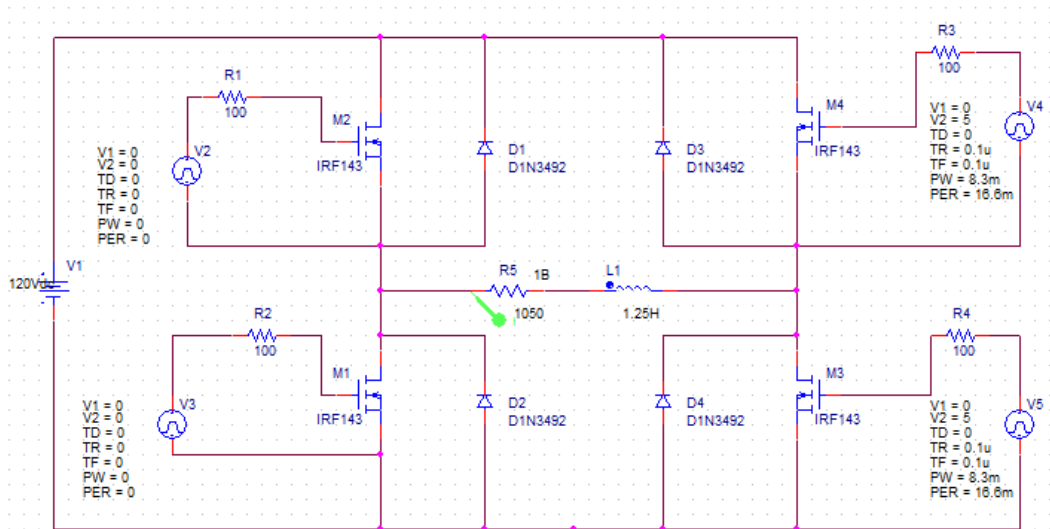 R3
100
R1
100
M2
IRF143
V2
V1 = 0
V2 = 0
TD = 0
TR = 0
TF = 0
PW = 0
PER = 0
D1
D1N3492
D3
D1N3492
M4
IRF143
V1 = 0
V2 = 5
TD = 0
TR = 0.1u
TF = 0.1u
PW = 8.3m
PER = 16.6m
V4
V1
120Vdc
R5
1B
1050
L1
1.25H
I
R2
100
M1
IRF143
V3
V1 = 0
V2 = 0
TD = 0
TR = 0
TF = 0
PW = 0
PER = 0
D2
D1N3492
D4
D1N3492
M3
IRF143
R4
100
V1 = 0
V2 = 5
TD = 0
TR = 0.1u
TF = 0.1u
PW = 8.3m
PER = 16.6m
V5